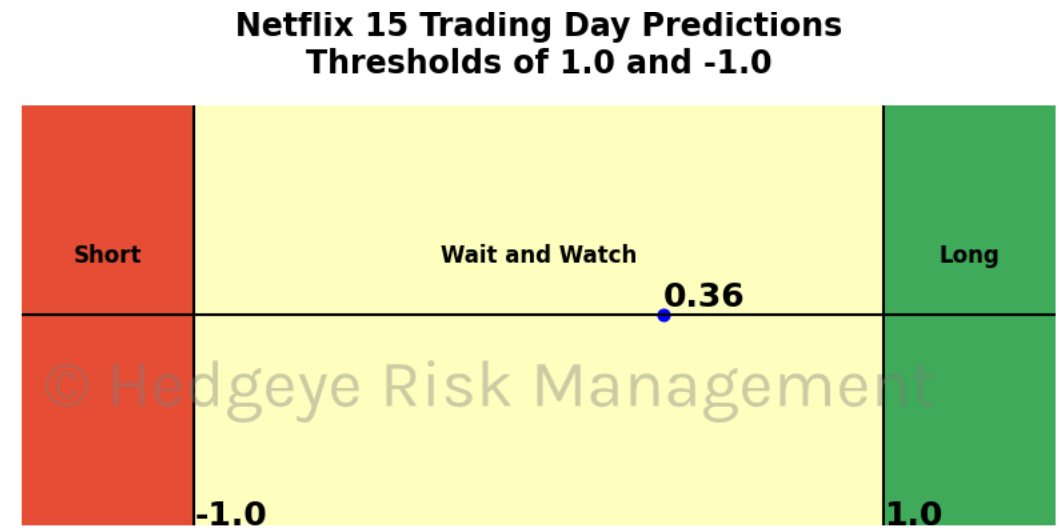 Netflix 15 Trading Day Predictions
Thresholds of 1.0 and -1.0
Short
Wait and Watch
Long
0.36
© Hedgeye Risk Management
-1.0
1.0